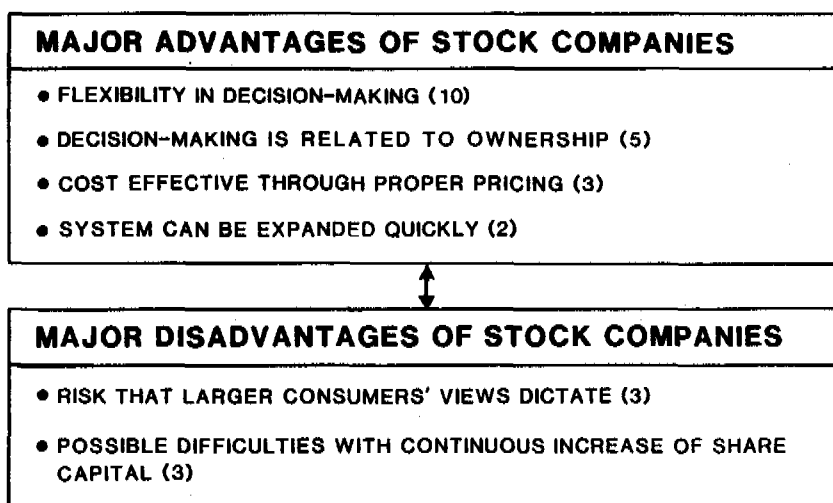 MAJOR ADVANTAGES OF STOCK COMPANIES
● FLEXIBILITY IN DECISION-MAKING (10)
● DECISION-MAKING IS RELATED TO OWNERSHIP (5)
● COST EFFECTIVE THROUGH PROPER PRICING (3)
● SYSTEM CAN BE EXPANDED QUICKLY (2)
MAJOR DISADVANTAGES OF STOCK COMPANIES
● RISK THAT LARGER CONSUMERS' VIEWS DICTATE (3)
● POSSIBLE DIFFICULTIES WITH CONTINUOUS INCREASE OF SHARE
CAPITAL (3)